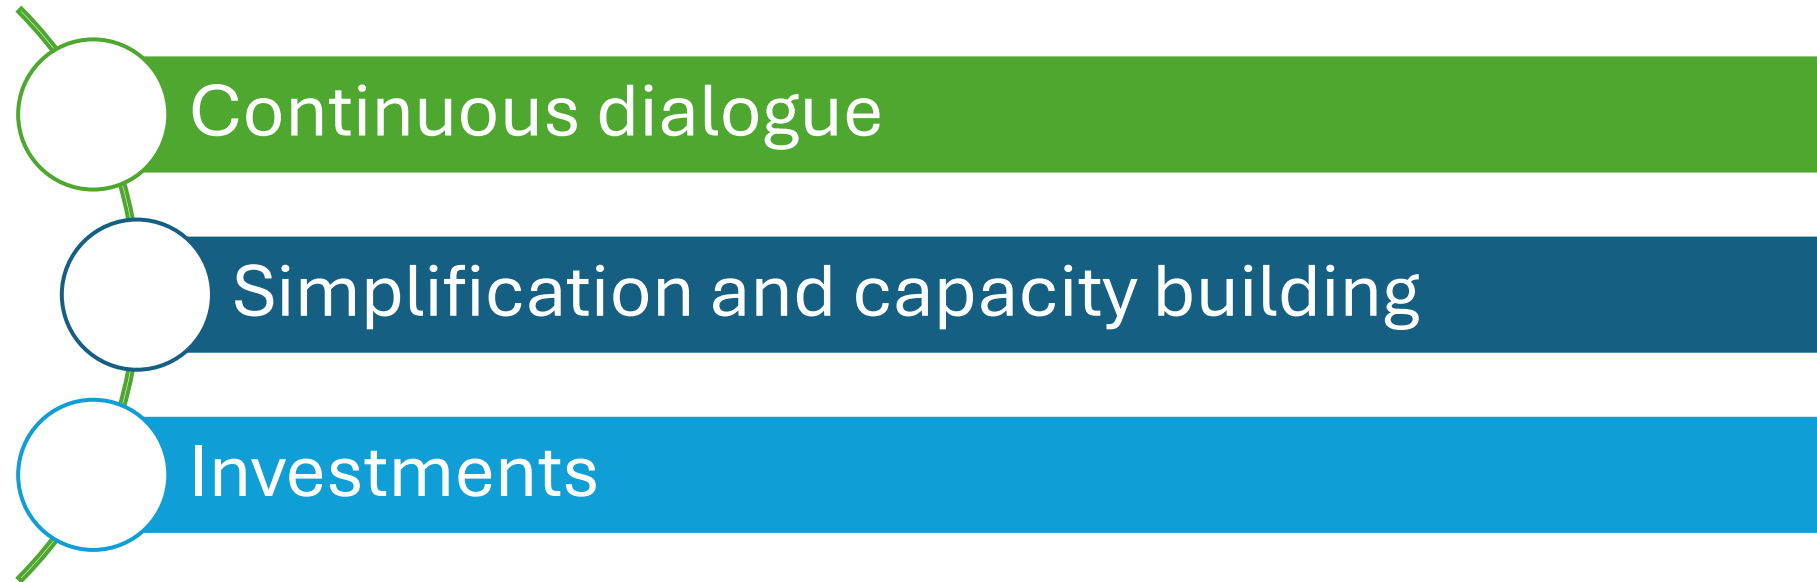 Continuous dialogue
Simplification and capacity building
Investments